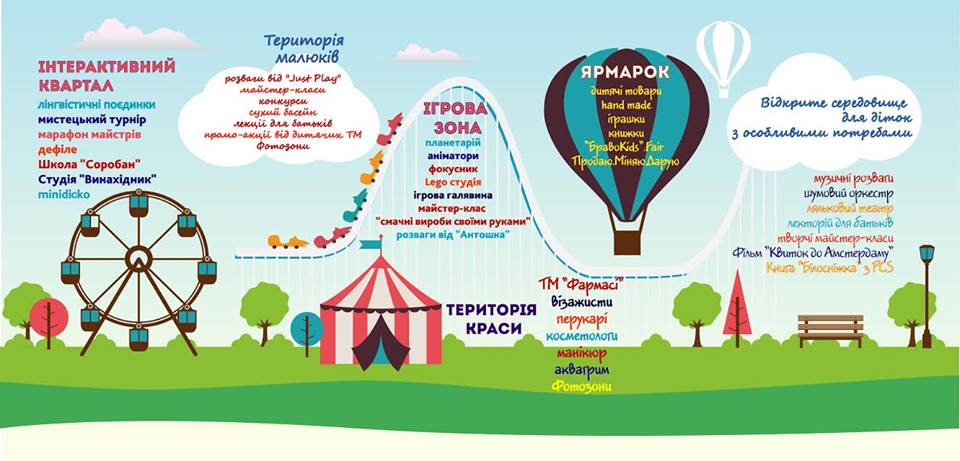 ІНТЕРАКТИВНИЙ
КВАРТАЛ
лінгвістичні поєдинки
мистецький турнір
марафон майстрів
дефіле
Школа "Соробан"
Студія "Винахідник"
minidicko
Територія
малюків
розваги від "Just Play"
майстер-класи
конкурси
сухий басейн
лекції для батьків
промо-акції від дитячих ТМ
Фотозони
ІГРОВА
ЗОНА
планетарій
аніматори
фокусник
Lego студія
ігрова галявина
майстер-клас
"смачні вироби своїми руками"
розваги від "Антошка"
ЯРМАРОК
дитячі товари
hand made
іграшки
книжки
"БравоKids".Fair
Продаю.Міняю.Дарую
Відкрите середовище
для діток
з особливими потребами
музичні розваги
шумовий оркестр
ляльковий театр
лекторій для батьків
творчі майстер-класи
Фільм "Квиток до Амстердаму"
Книга "Білосніжка" з PCS
ТЕРИТОРІЯ
КРАСИ
ТМ "Фармасі"
візажисти
перукарі
косметологи
манікюр
аквагрим
Фотозони